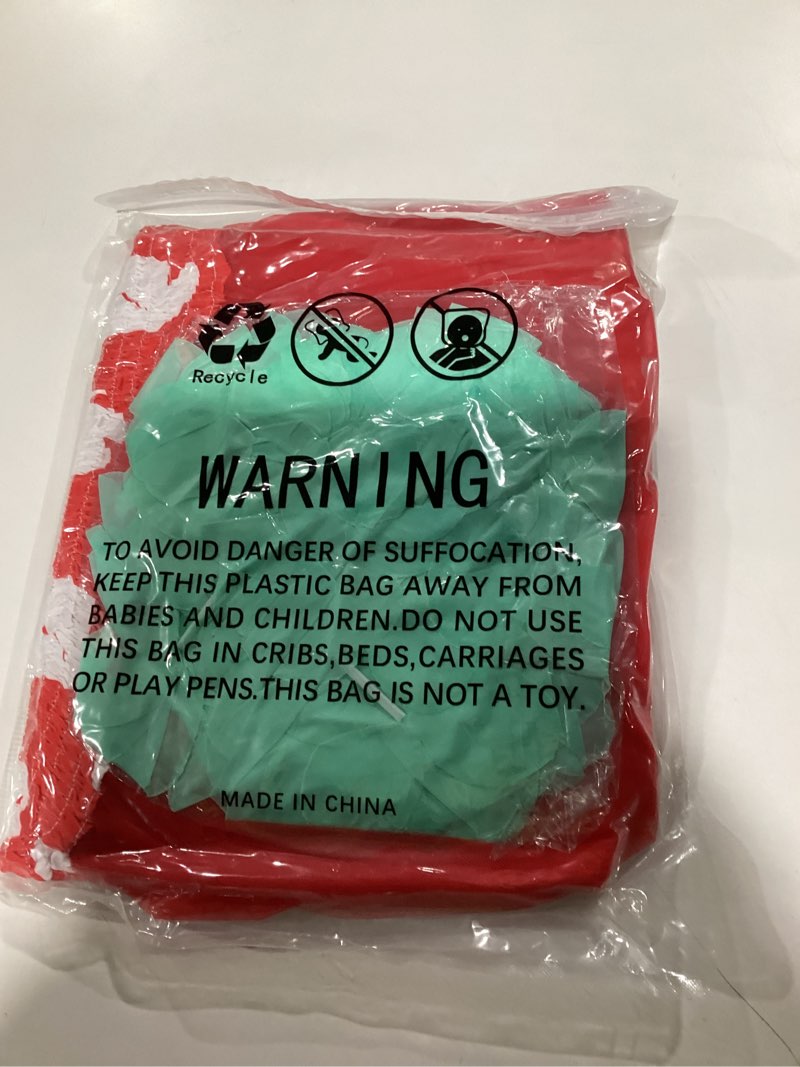 Recycle
WARNING
TO AVOID DANGER OF SUFFOCATION,
KEEP THIS PLASTIC BAG AWAY FROM
BABIES AND CHILDREN.DO NOT USE
THIS BAG IN CRIBS,BEDS,CARRIAGES
OR PLAY PENS.THIS BAG IS NOT A TOY.
MADE IN CHINA